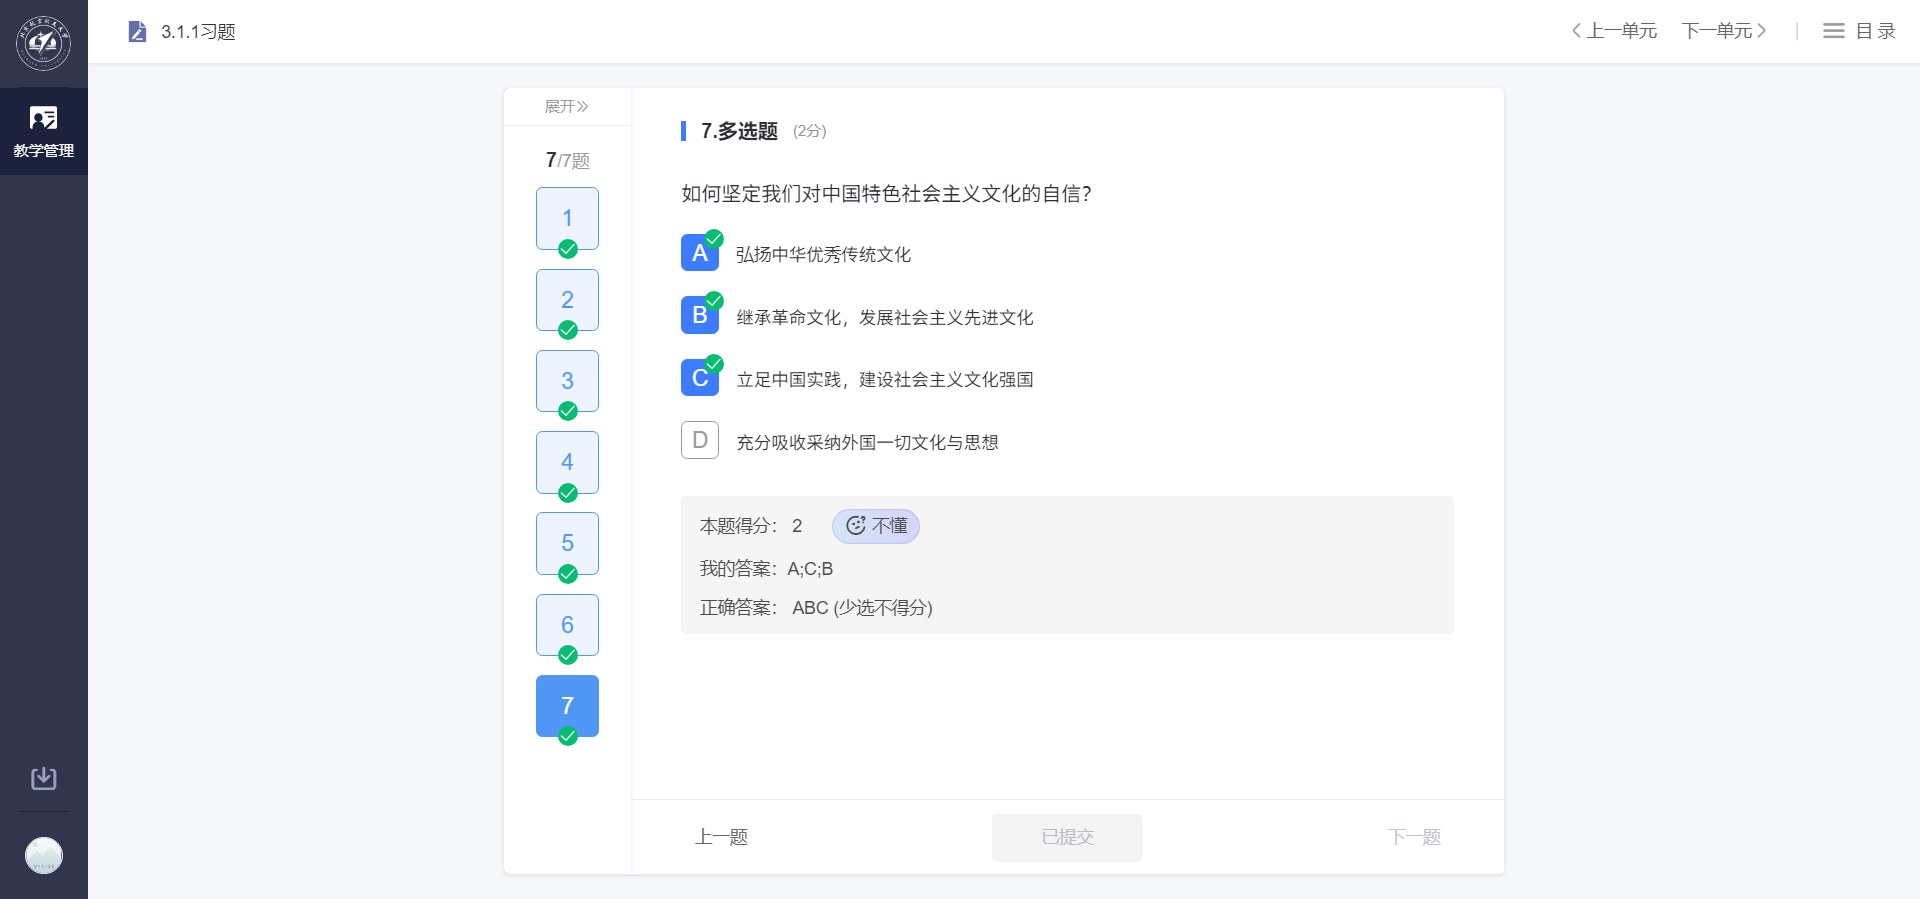 3.1.1习题
上一单元
下一单元
目录
教学管理
展开
7/7题
1
2
3
4
5
6
7
7.多选题 (2分)
如何坚定我们对中国特色社会主义文化的自信？
A 弘扬中华优秀传统文化
B 继承革命文化，发展社会主义先进文化
C 立足中国实践，建设社会主义文化强国
D 充分吸收采纳外国一切文化与思想
本题得分： 2 不懂
我的答案：A;C;B
正确答案： ABC (少选不得分)
上一题
已提交
下一题